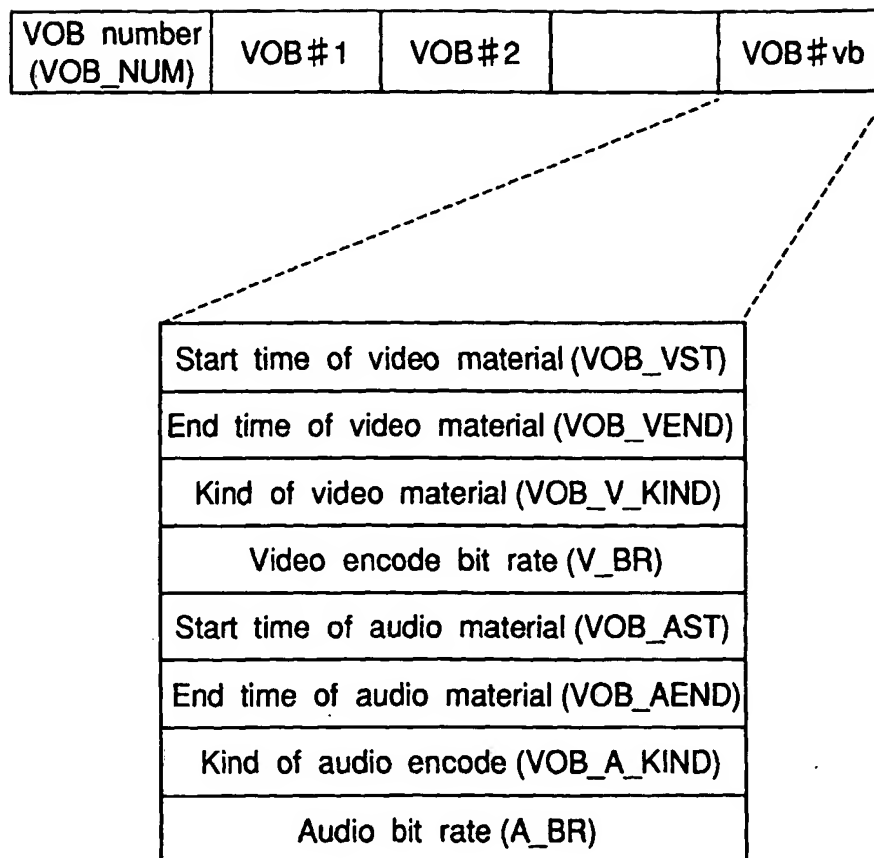 VOB number
(VOB_NUM)
VOB#1
VOB#2
VOB#vb
Start time of video material (VOB_VST)
End time of video material (VOB_VEND)
Kind of video material (VOB_V_KIND)
Video encode bit rate (V_BR)
Start time of audio material (VOB_AST)
End time of audio material (VOB_AEND)
Kind of audio encode (VOB_A_KIND)
Audio bit rate (A_BR)